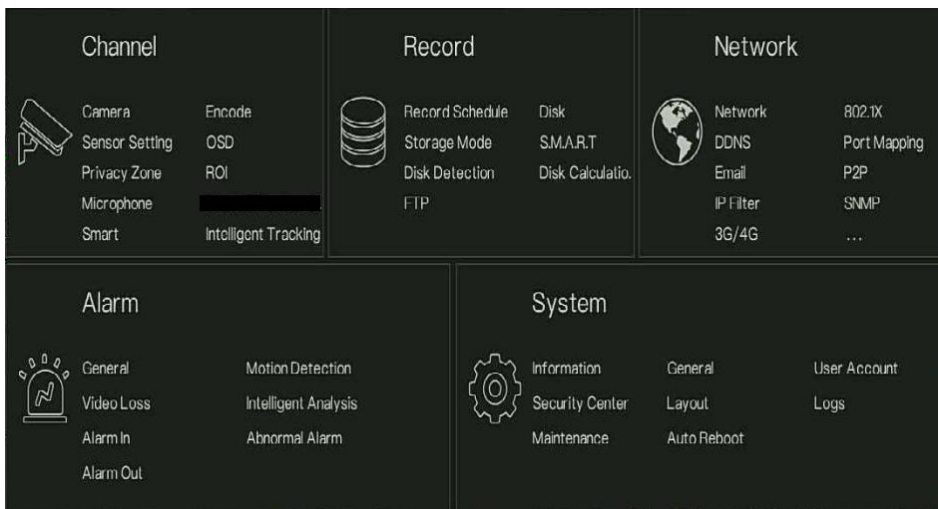 Channel
Camera Encode
Sensor Setting OSD
Privacy Zone ROI
Microphone
Smart Intelligent Tracking
Record
Record Schedule Disk
Storage Mode S.M.A.R.T
Disk Detection Disk Calculatio.
FTP
Network
Network 802.1X
DDNS Port Mapping
Email P2P
IP Filter SNMP
3G/4G ...
Alarm
General Motion Detection
Video Loss Intelligent Analysis
Alarm In Abnormal Alarm
Alarm Out
System
Information General User Account
Security Center Layout Logs
Maintenance Auto Reboot